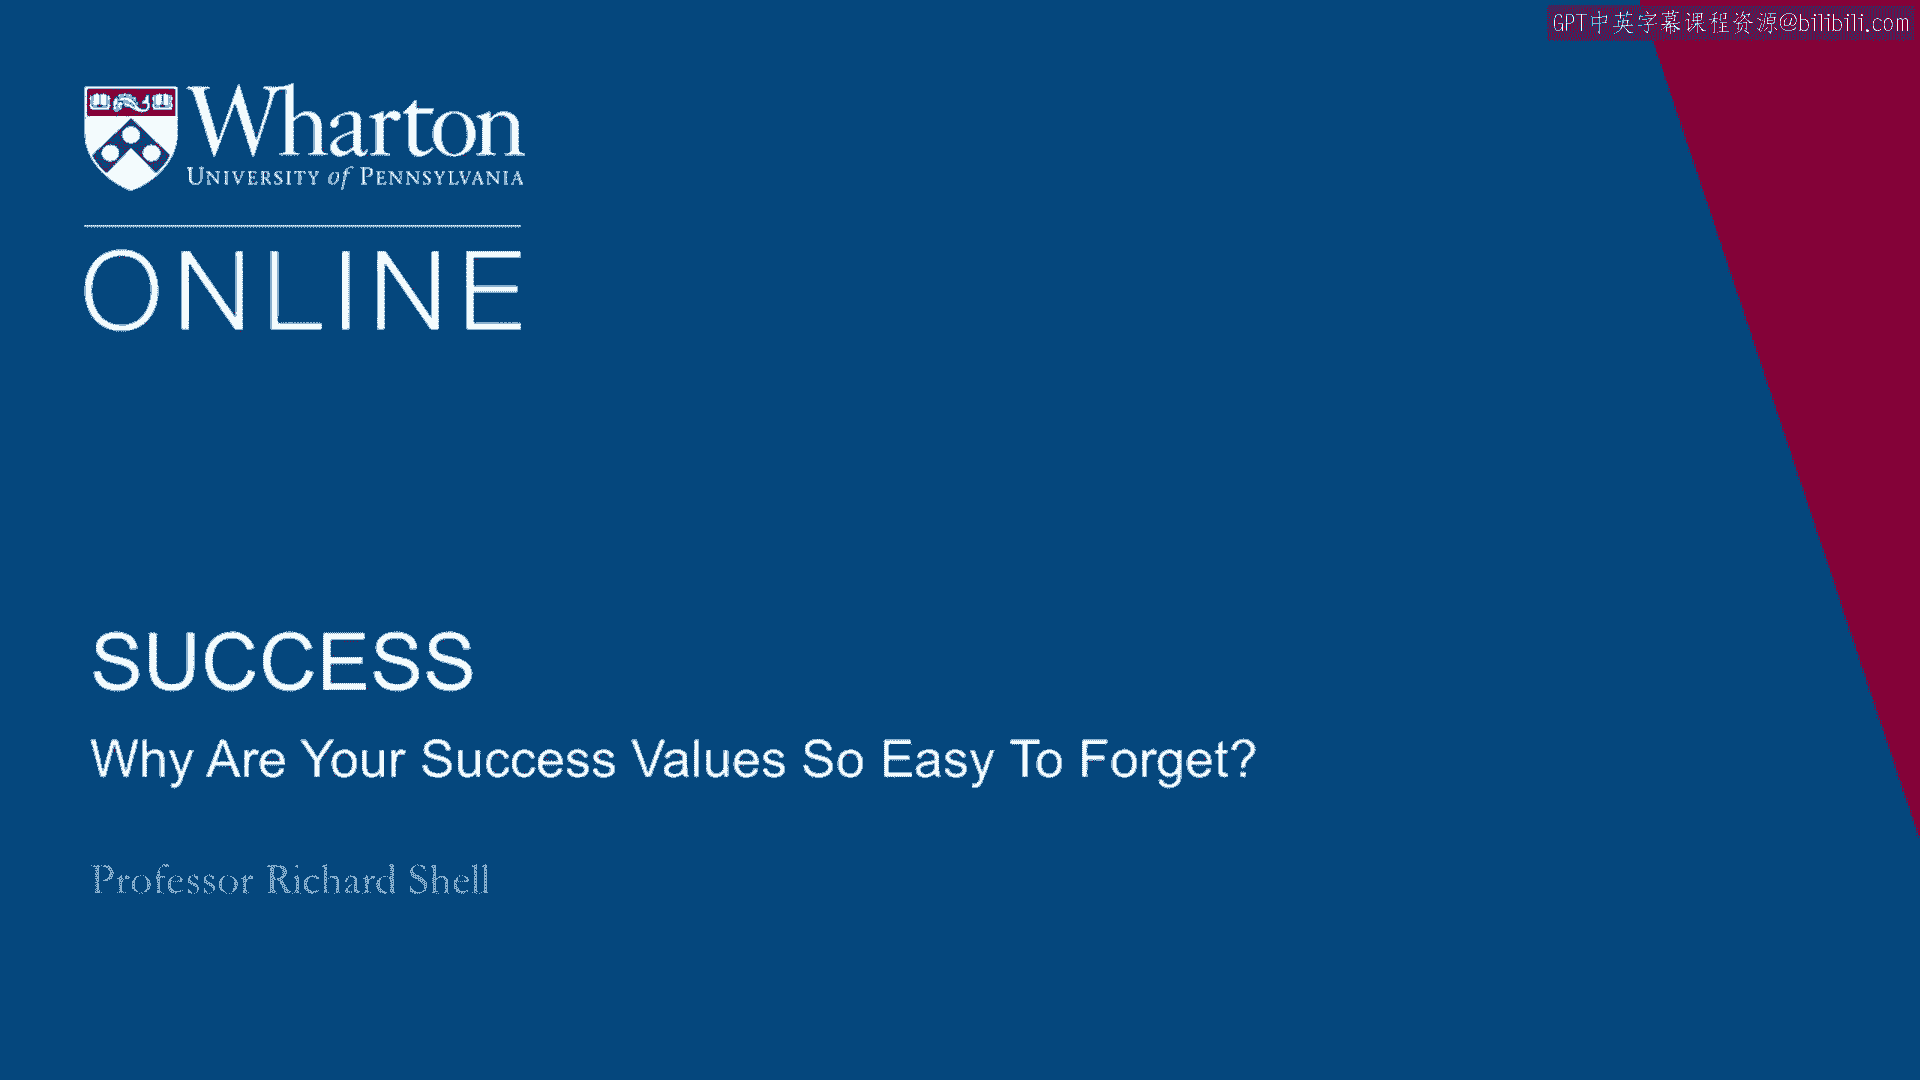 GPT中英字幕课程资源@bilibili.com
Wharton
UNIVERSITY of PENNSYLVANIA
ONLINE
SUCCESS
Why Are Your Success Values So Easy To Forget?
Professor Richard Shell